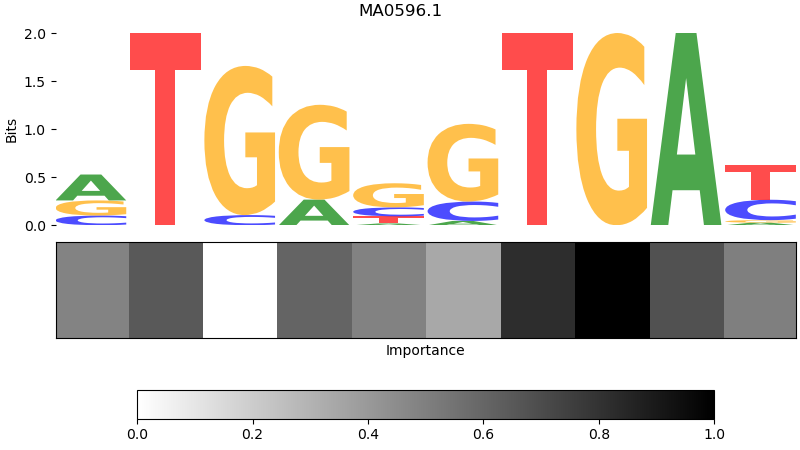 MA0596.1
2.0
1.5
1.0
0.5
0.0
Bits
A T G G G G T G A T
G C A C C C
C T A G
A A
Importance
0.0 0.2 0.4 0.6 0.8 1.0